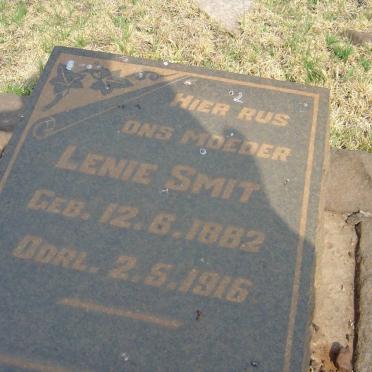 HIER RUS
ONS MOEDER
LENIE SMIT
GEB. 12.6.1882
OORL. 2.5.1916